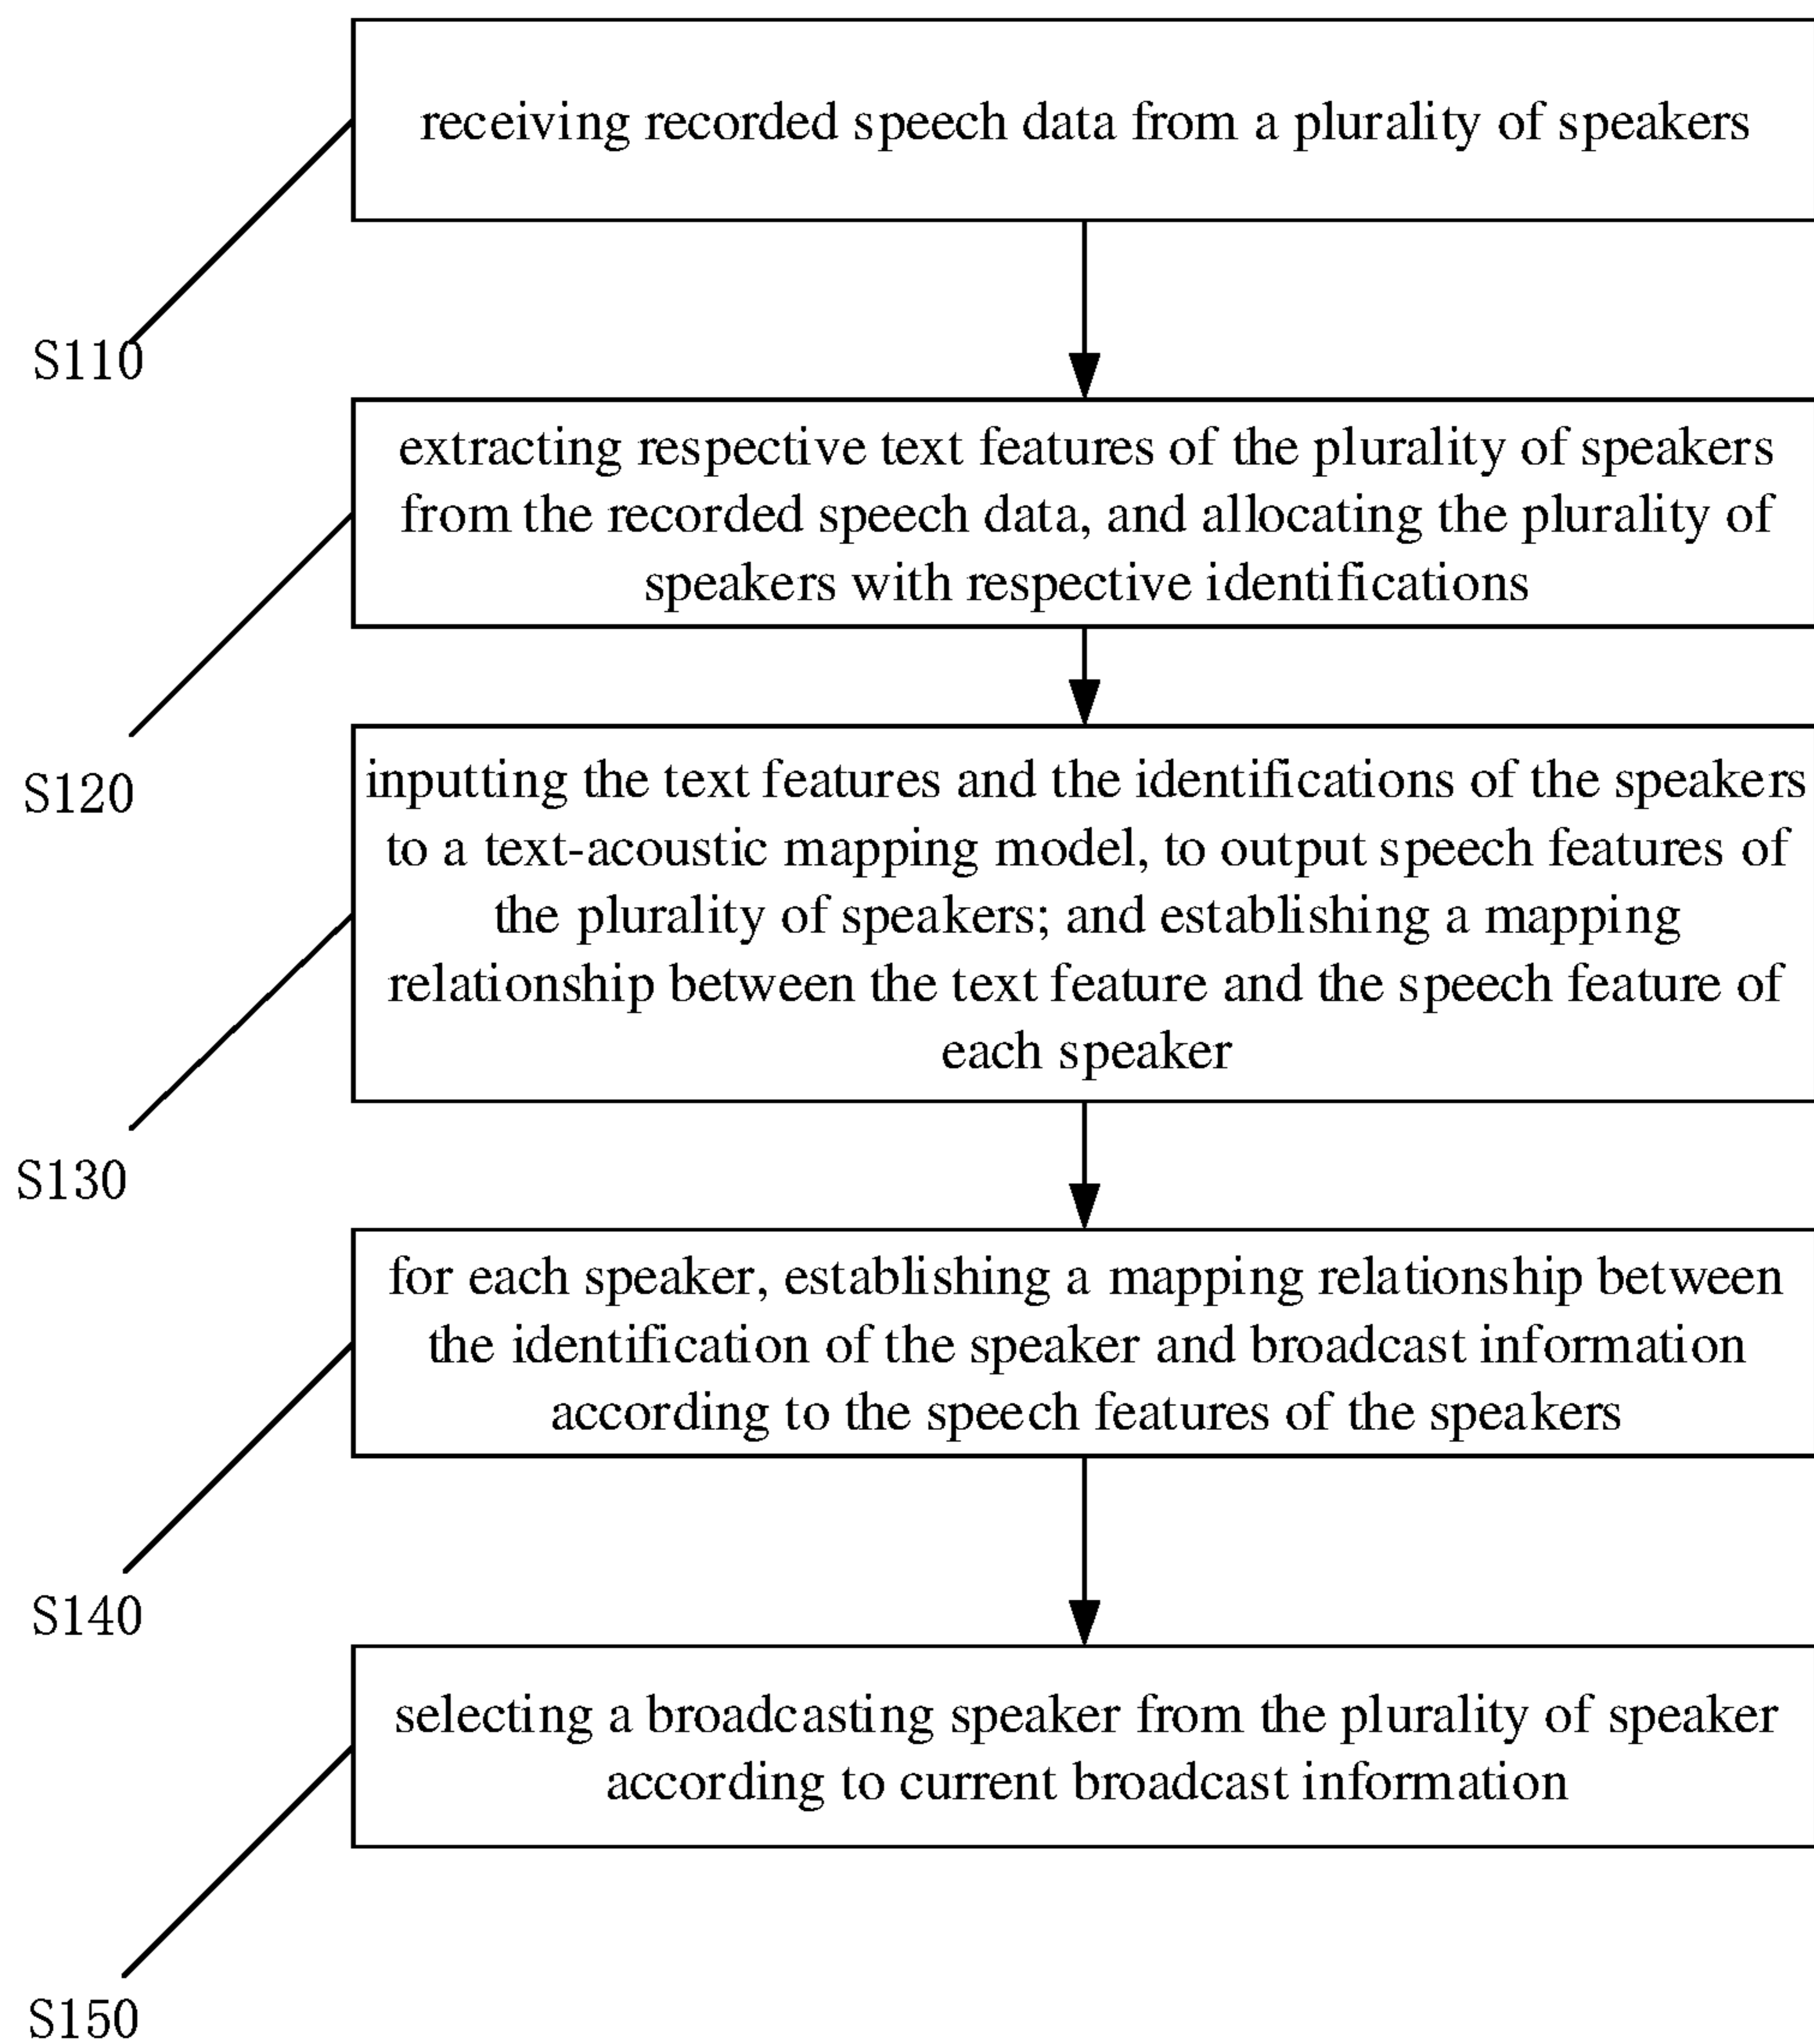 receiving recorded speech data from a plurality of speakers
S110
extracting respective text features of the plurality of speakers
from the recorded speech data, and allocating the plurality of
speakers with respective identifications
S120
inputting the text features and the identifications of the speakers
to a text-acoustic mapping model, to output speech features of
the plurality of speakers; and establishing a mapping
relationship between the text feature and the speech feature of
each speaker
S130
for each speaker, establishing a mapping relationship between
the identification of the speaker and broadcast information
according to the speech features of the speakers
S140
selecting a broadcasting speaker from the plurality of speaker
according to current broadcast information
S150